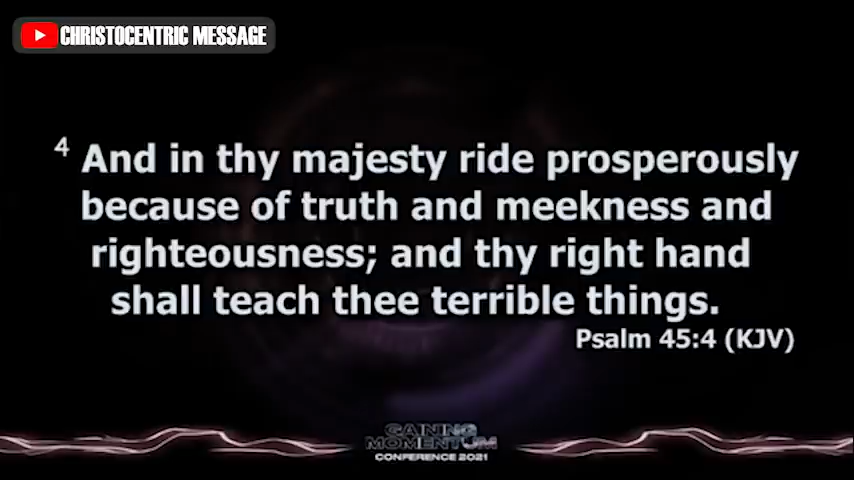 CHRISTOCENTRIC MESSAGE
4 And in thy majesty ride prosperously
because of truth and meekness and
righteousness; and thy right hand
shall teach thee terrible things.
Psalm 45:4 (KJV)
GAINING
MOMENTUM
CONFERENCE 2021